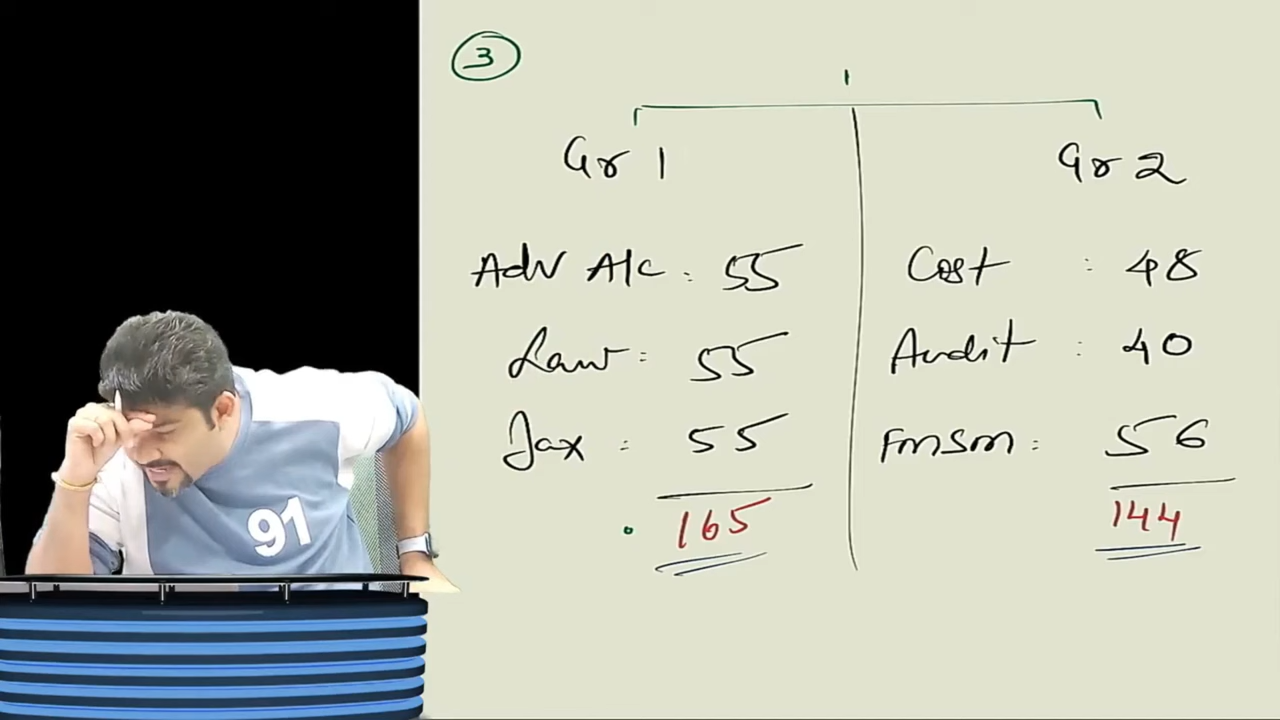 3
Gr 1
Adv A/c : 55
Law : 55
Tax : 55
165
Gr 2
Cost : 48
Audit : 40
FMSM : 56
144
91